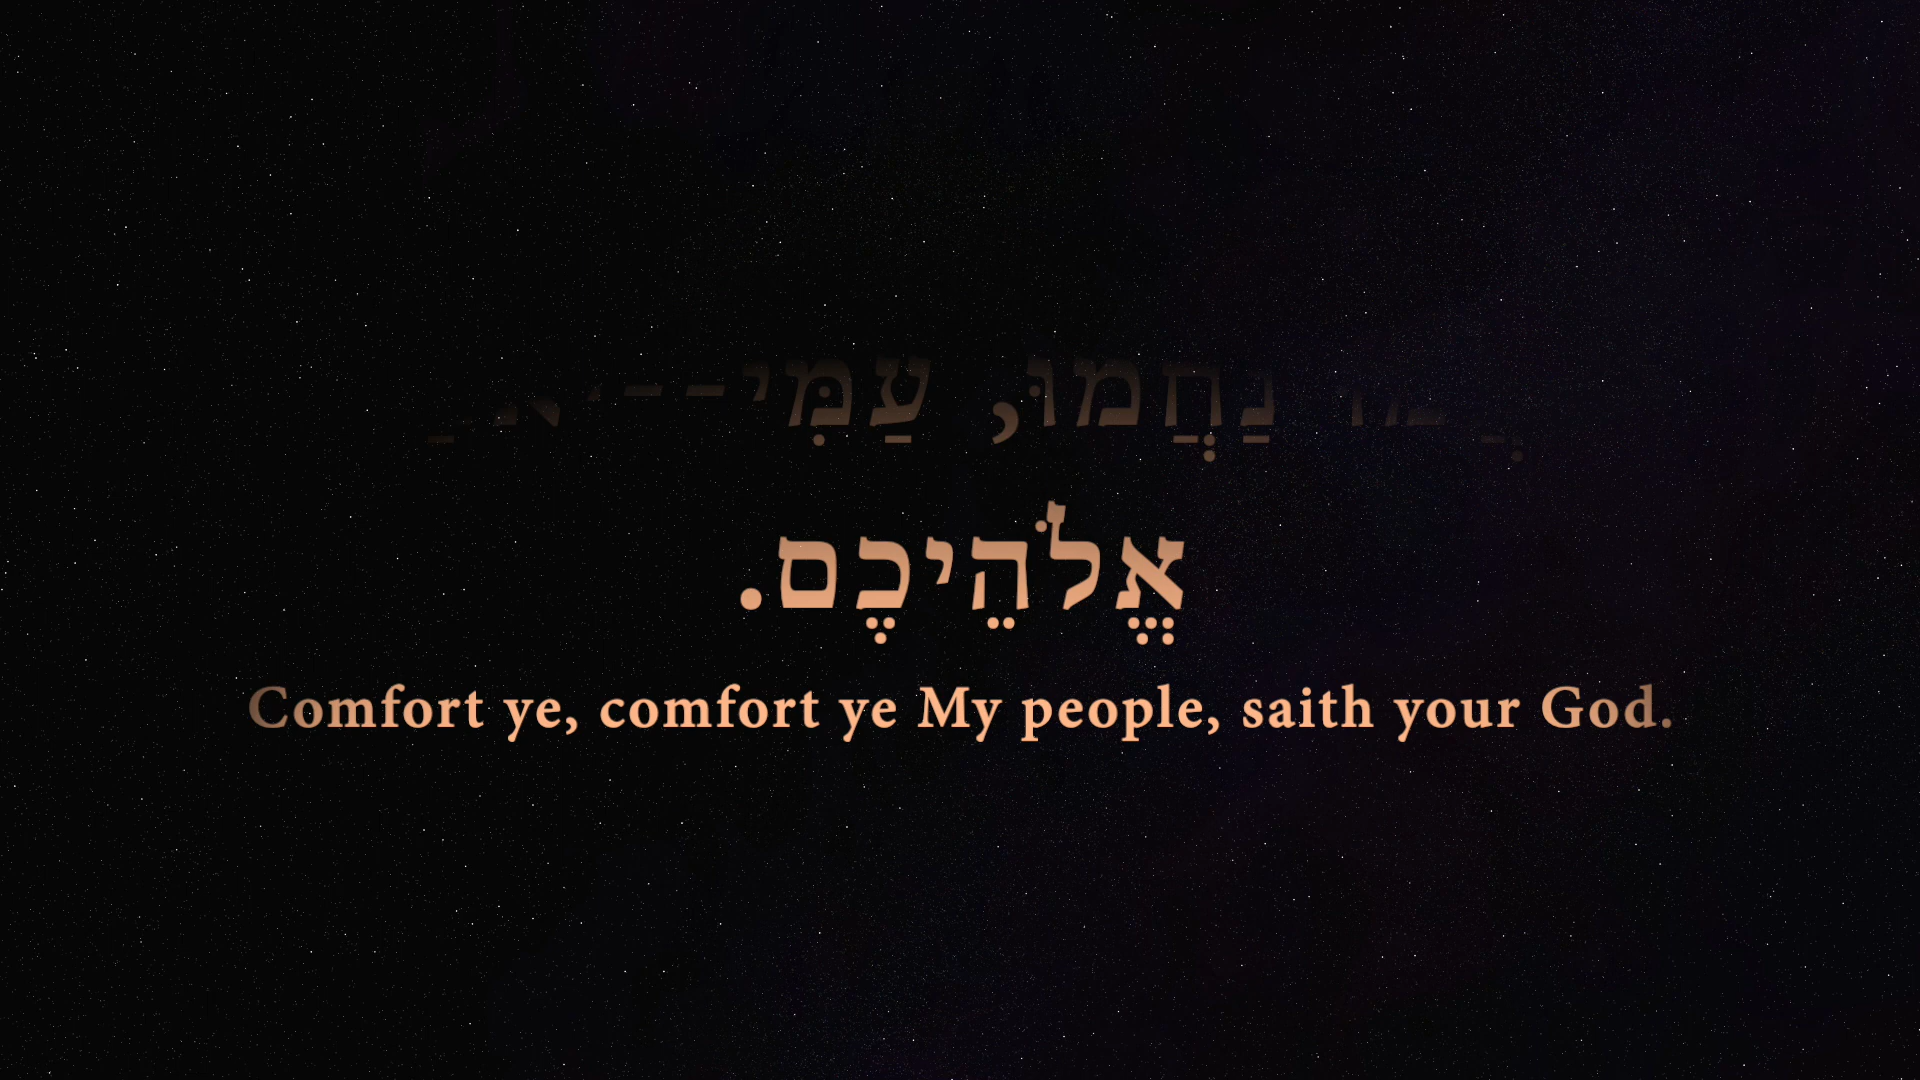 נַחֲמוּ, עַמִּי--
אֱלֹהֵיכֶם.
Comfort ye, comfort ye My people, saith your God.